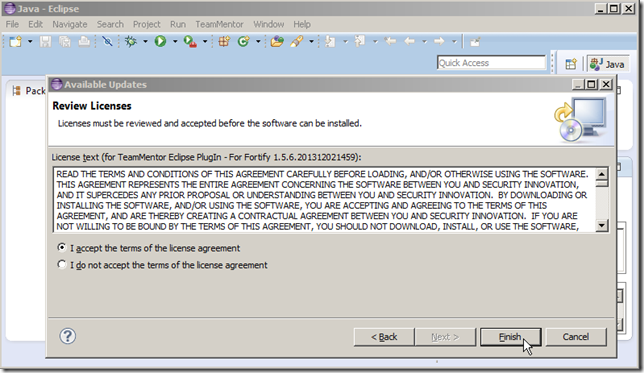 Java - Eclipse
File Edit Navigate Search Project Run TeamMentor Window Help
Quick Access
Java
Pack
Available Updates
Review Licenses
Licenses must be reviewed and accepted before the software can be installed.
License text (for TeamMentor Eclipse PlugIn - For Fortify 1.5.6.201312021459):
READ THE TERMS AND CONDITIONS OF THIS AGREEMENT CAREFULLY BEFORE LOADING, AND/OR OTHERWISE USING THE SOFTWARE.
THIS AGREEMENT REPRESENTS THE ENTIRE AGREEMENT CONCERNING THE SOFTWARE BETWEEN YOU AND SECURITY INNOVATION,
AND IT SUPERCEDES ANY PRIOR PROPOSAL OR UNDERSTANDING BETWEEN YOU AND SECURITY INNOVATION. BY DOWNLOADING OR
INSTALLING THE SOFTWARE, AND/OR USING THE SOFTWARE, YOU ARE ACCEPTING AND AGREEING TO THE TERMS OF THIS
AGREEMENT, AND ARE THEREBY CREATING A CONTRACTUAL AGREEMENT BETWEEN YOU AND SECURITY INNOVATION. IF YOU ARE
NOT WILLING TO BE BOUND BY THE TERMS OF THIS AGREEMENT, YOU SHOULD NOT DOWNLOAD, INSTALL, OR USE THE SOFTWARE,
I accept the terms of the license agreement
I do not accept the terms of the license agreement
? < Back Next > Finish Cancel